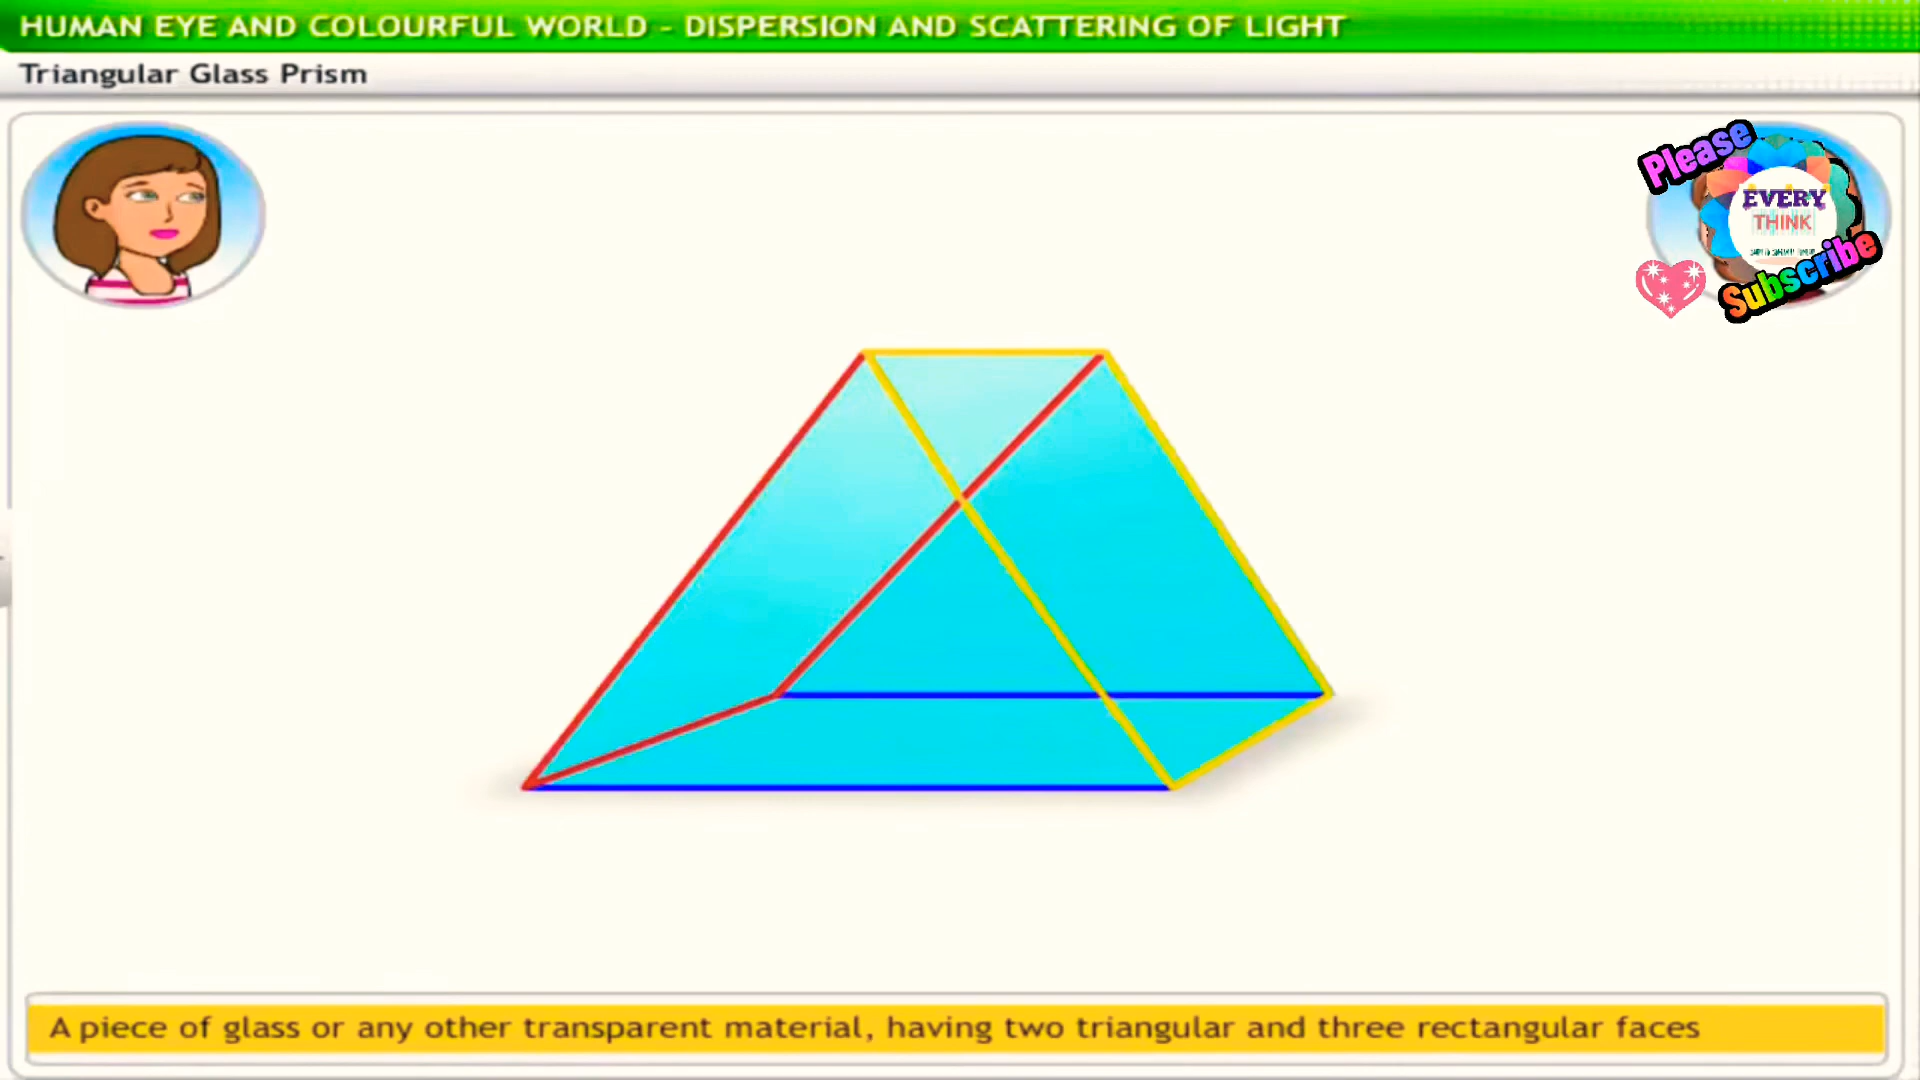 HUMAN EYE AND COLOURFUL WORLD - DISPERSION AND SCATTERING OF LIGHT
Triangular Glass Prism
Please
EVERY
THINK
Subscribe
A piece of glass or any other transparent material, having two triangular and three rectangular faces